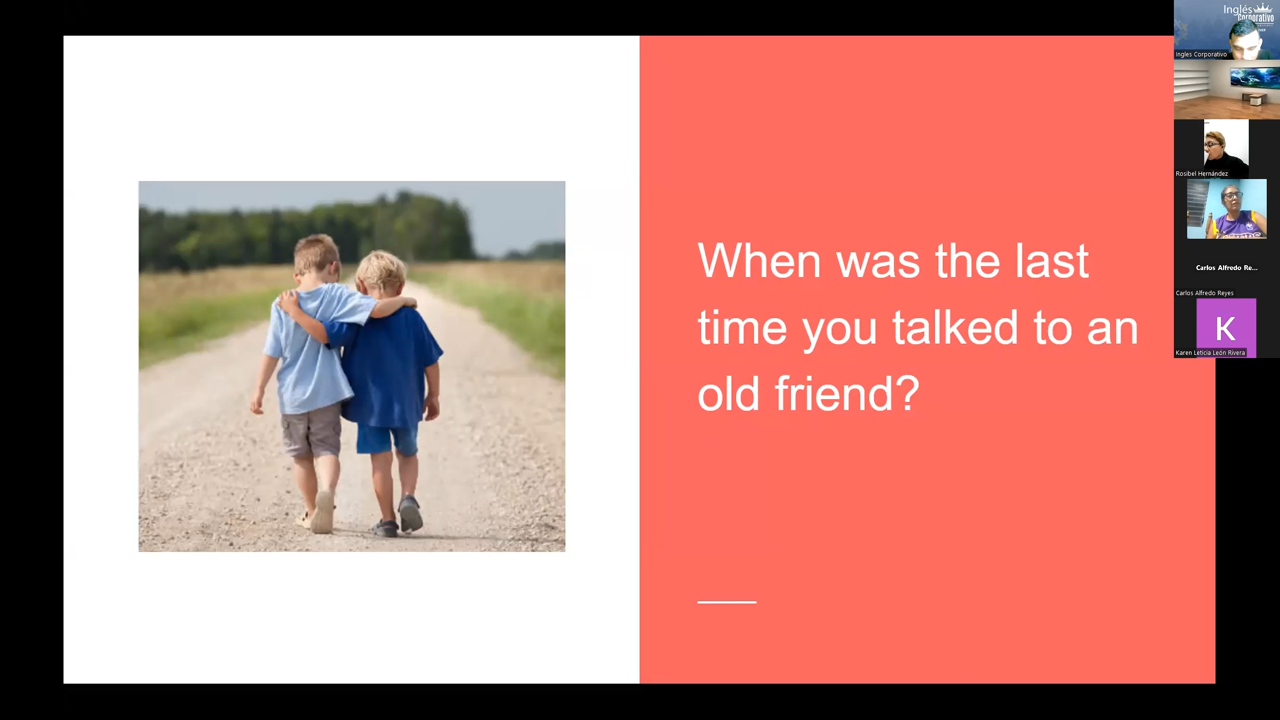 When was the last
time you talked to an
old friend?
Inglés
Corporativo
Ingles Corporativo
Rosibel Hernández
Carlos Alfredo Re...
Carlos Alfredo Reyes
K
Karen Leticia León Rivera